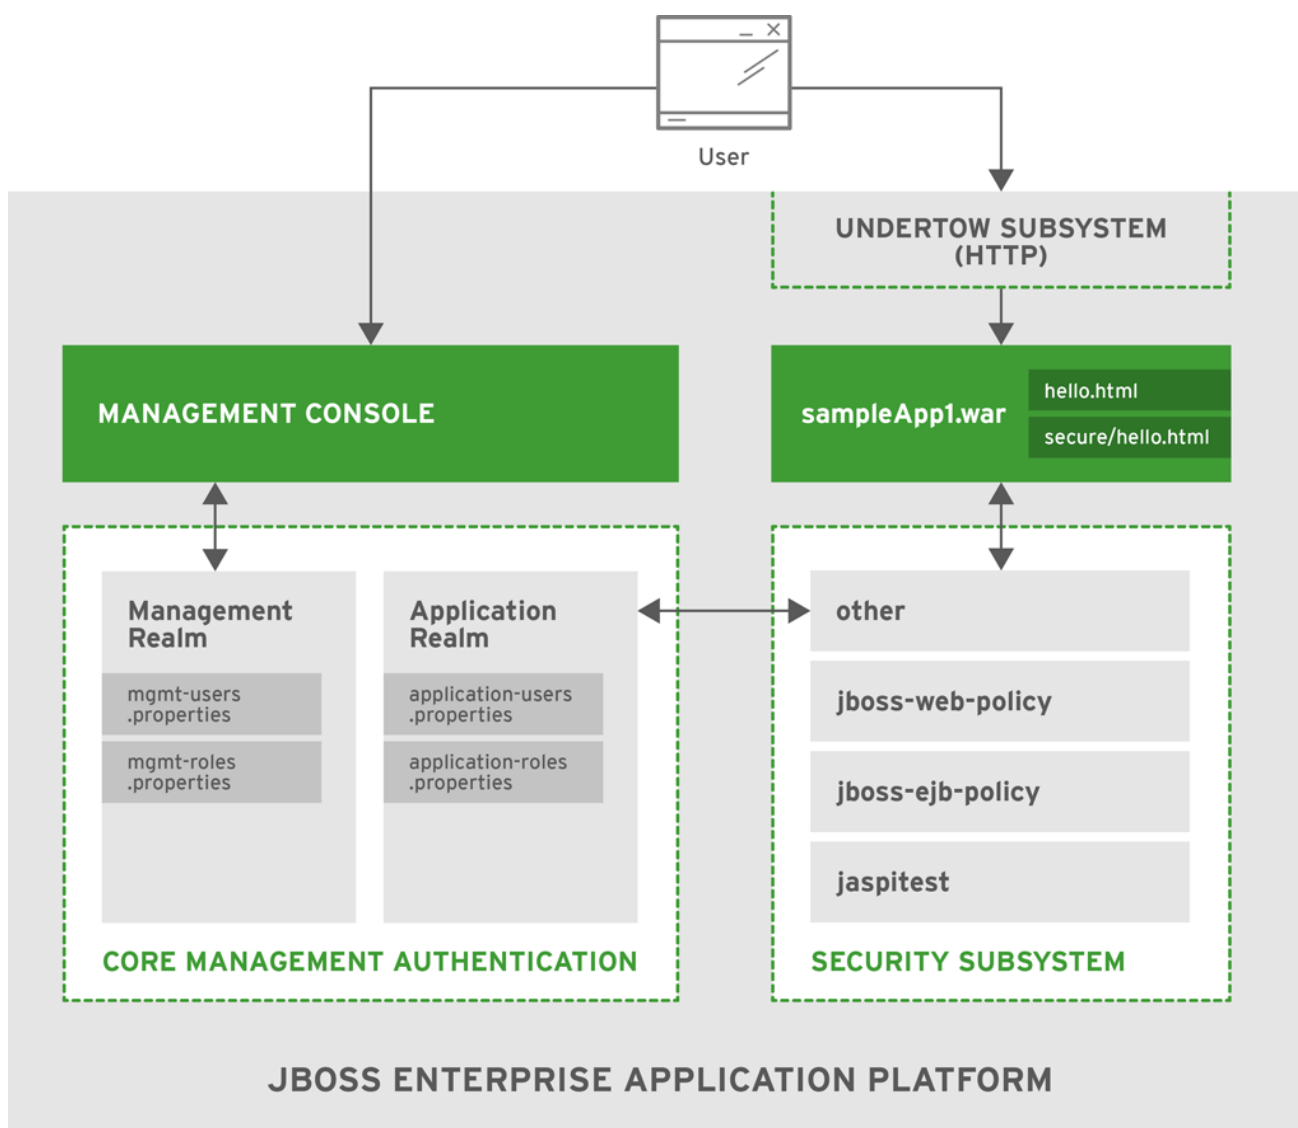 User
UNDERTOW SUBSYSTEM
(HTTP)
MANAGEMENT CONSOLE
sampleApp1.war
hello.html
secure/hello.html
Management
Realm
mgmt-users
.properties
mgmt-roles
.properties
Application
Realm
application-users
.properties
application-roles
.properties
CORE MANAGEMENT AUTHENTICATION
other
jboss-web-policy
jboss-ejb-policy
jaspitest
SECURITY SUBSYSTEM
JBOSS ENTERPRISE APPLICATION PLATFORM